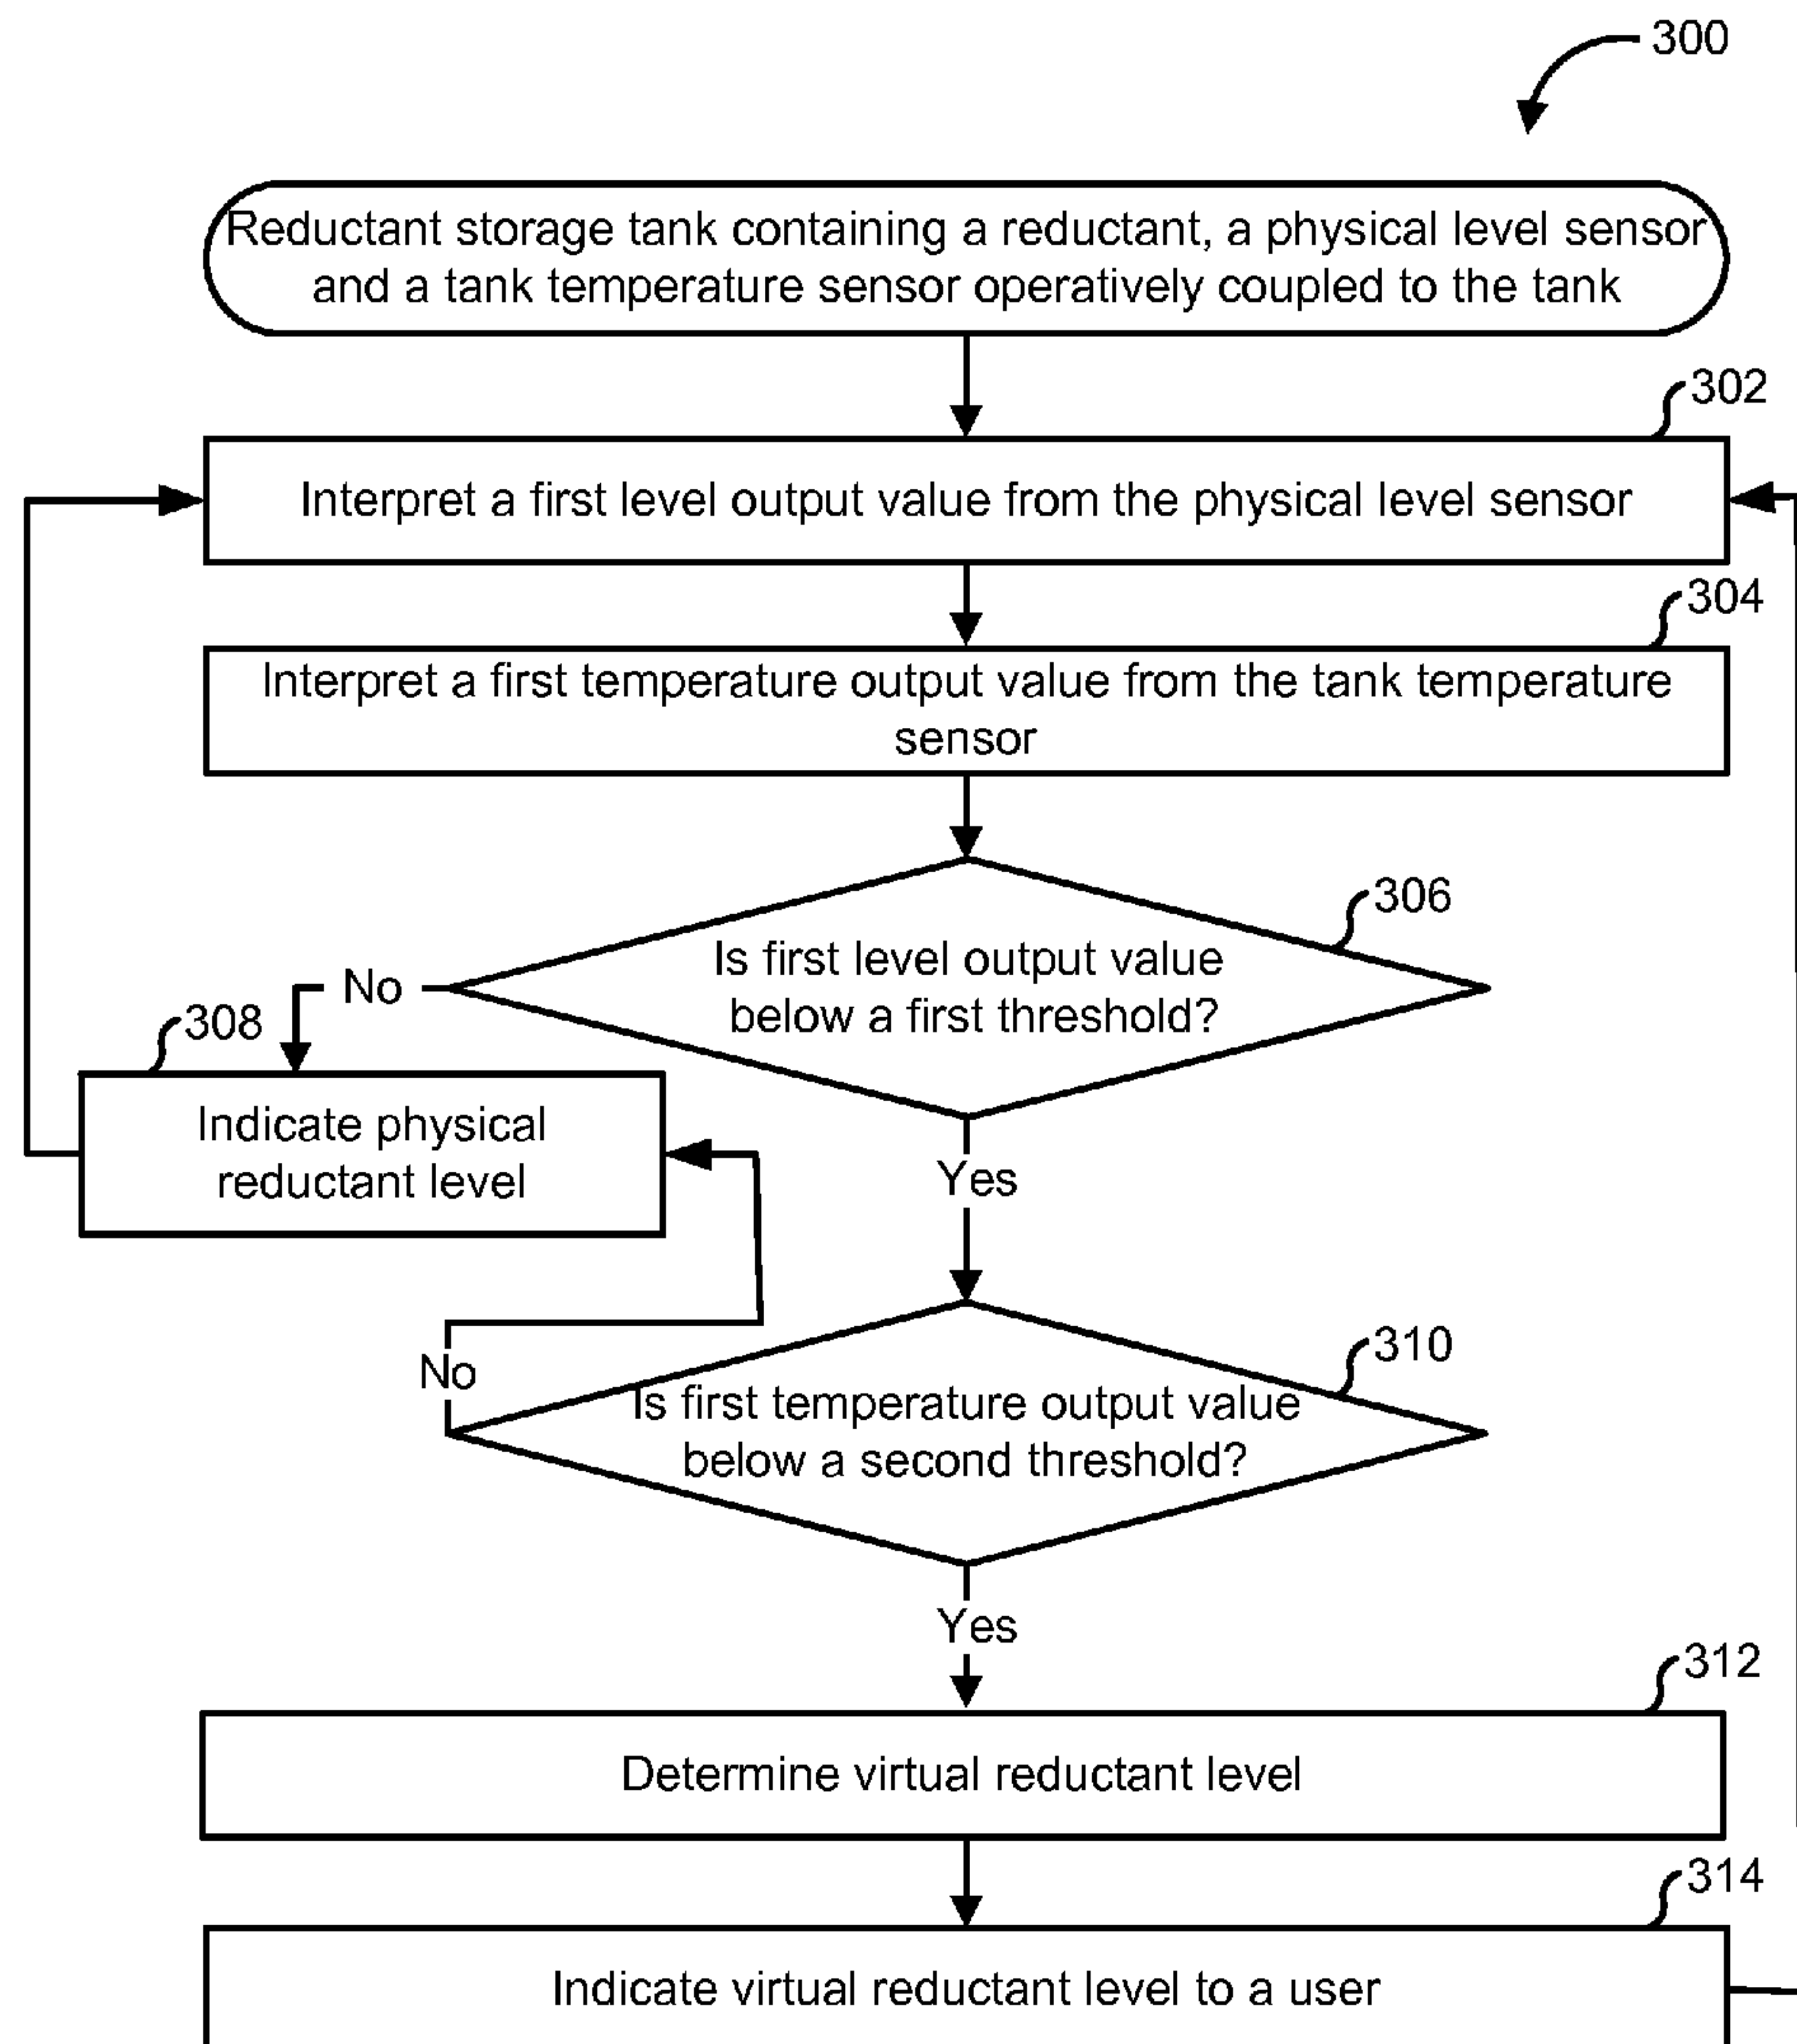 300
Reductant storage tank containing a reductant, a physical level sensor
and a tank temperature sensor operatively coupled to the tank
302
Interpret a first level output value from the physical level sensor
304
Interpret a first temperature output value from the tank temperature
sensor
306
Is first level output value
below a first threshold?
No
308
Indicate physical
reductant level
Yes
310
No
Is first temperature output value
below a second threshold?
Yes
312
Determine virtual reductant level
314
Indicate virtual reductant level to a user